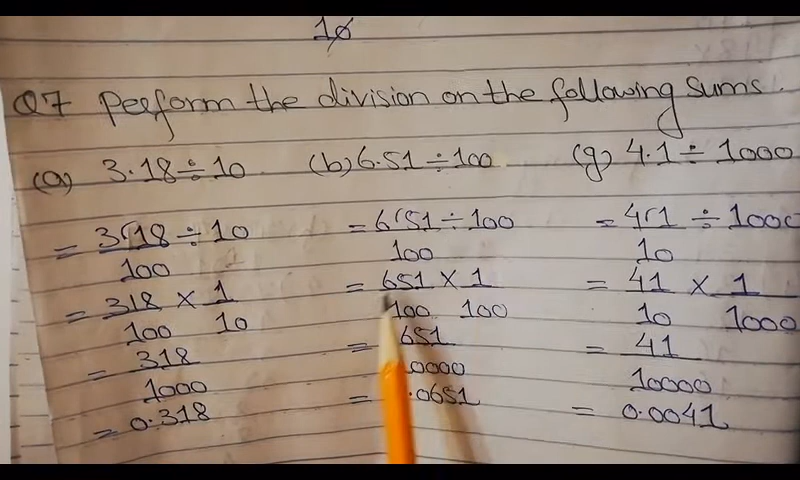 10
Q7 Perform the division on the following sums.
(a) 3.18÷10 (b) 6.51÷100 (g) 4.1÷1000
= 318 ÷ 10 = 651 ÷ 100 = 41 ÷ 1000
100 100 10
= 318 × 1 = 651 × 1 = 41 × 1
100 10 100 100 10 1000
= 318 = 651 = 41
1000 0000 10000
= 0.318 = .0651 = 0.0041